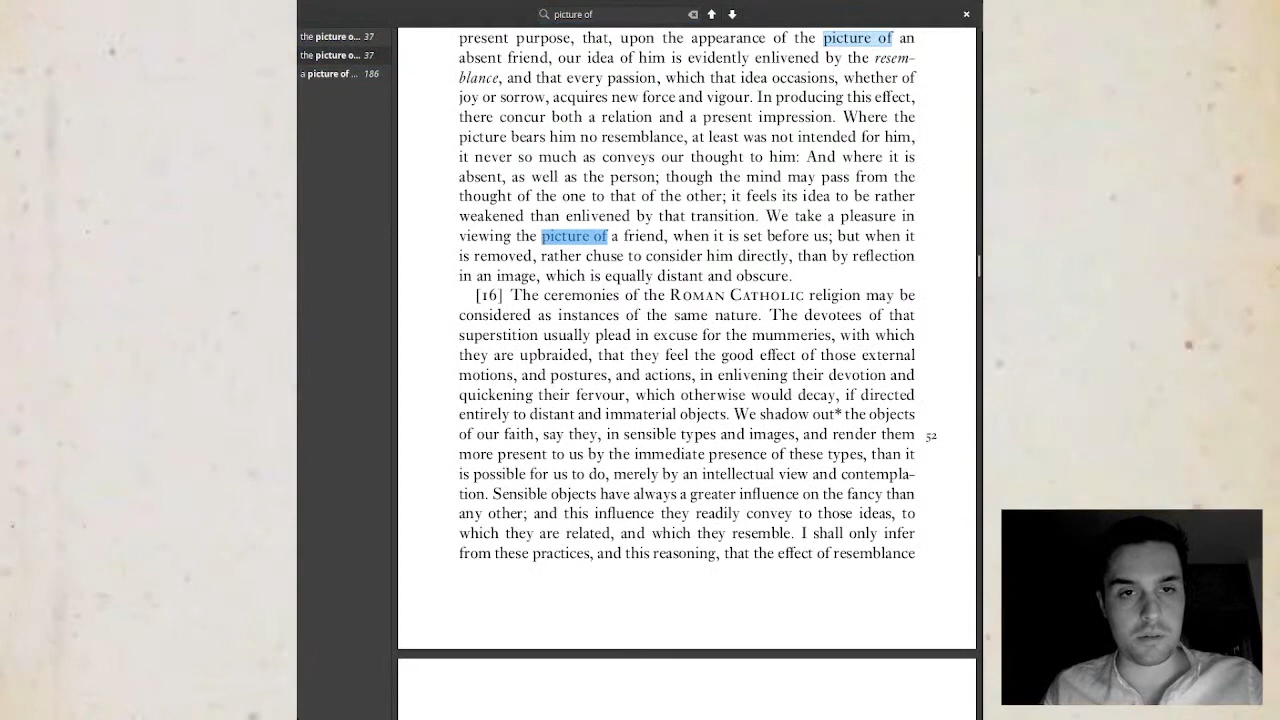 picture of
the picture o... 37
the picture o... 37
a picture of ... 186
present purpose, that, upon the appearance of the picture of an
absent friend, our idea of him is evidently enlivened by the resem-
blance, and that every passion, which that idea occasions, whether of
joy or sorrow, acquires new force and vigour. In producing this effect,
there concur both a relation and a present impression. Where the
picture bears him no resemblance, at least was not intended for him,
it never so much as conveys our thought to him: And where it is
absent, as well as the person; though the mind may pass from the
thought of the one to that of the other; it feels its idea to be rather
weakened than enlivened by that transition. We take a pleasure in
viewing the picture of a friend, when it is set before us; but when it
is removed, rather chuse to consider him directly, than by reflection
in an image, which is equally distant and obscure.
[16] The ceremonies of the ROMAN CATHOLIC religion may be
considered as instances of the same nature. The devotees of that
superstition usually plead in excuse for the mummeries, with which
they are upbraided, that they feel the good effect of those external
motions, and postures, and actions, in enlivening their devotion and
quickening their fervour, which otherwise would decay, if directed
entirely to distant and immaterial objects. We shadow out* the objects
of our faith, say they, in sensible types and images, and render them 52
more present to us by the immediate presence of these types, than it
is possible for us to do, merely by an intellectual view and contempla-
tion. Sensible objects have always a greater influence on the fancy than
any other; and this influence they readily convey to those ideas, to
which they are related, and which they resemble. I shall only infer
from these practices, and this reasoning, that the effect of resemblance